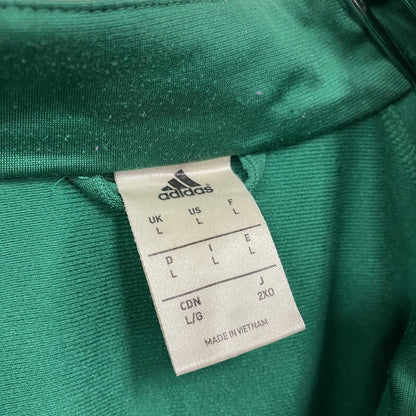 adidas
UK US F
L L L
D I E
L L L
CDN J
L/G 2XO
MADE IN VIETNAM